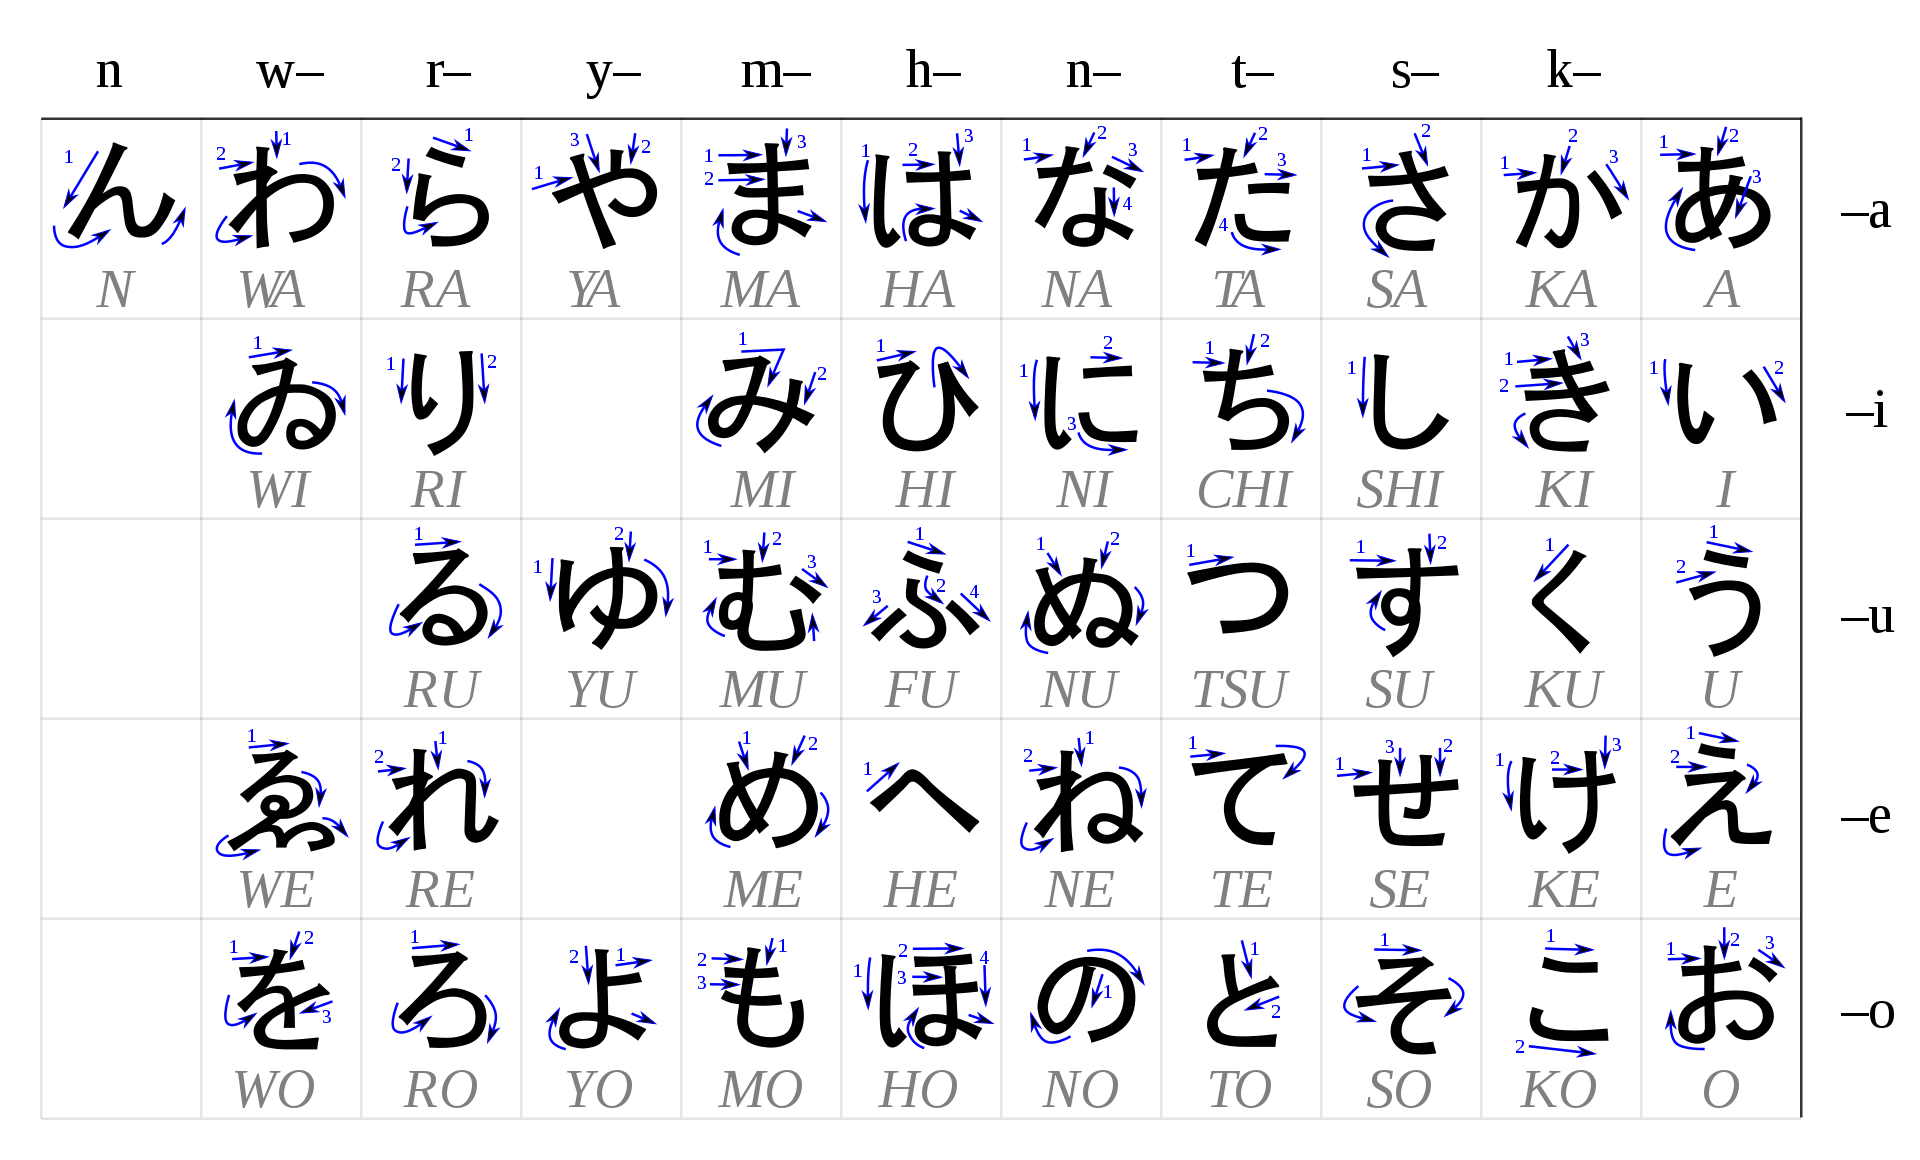 n w– r– y– m– h– n– t– s– k–
ん わ ら や ま は な た さ か あ –a
N WA RA YA MA HA NA TA SA KA A
ゐ り み ひ に ち し き い –i
WI RI MI HI NI CHI SHI KI I
る ゆ む ふ ぬ つ す く う –u
RU YU MU FU NU TSU SU KU U
ゑ れ め へ ね て せ け え –e
WE RE ME HE NE TE SE KE E
を ろ よ も ほ の と そ こ お –o
WO RO YO MO HO NO TO SO KO O